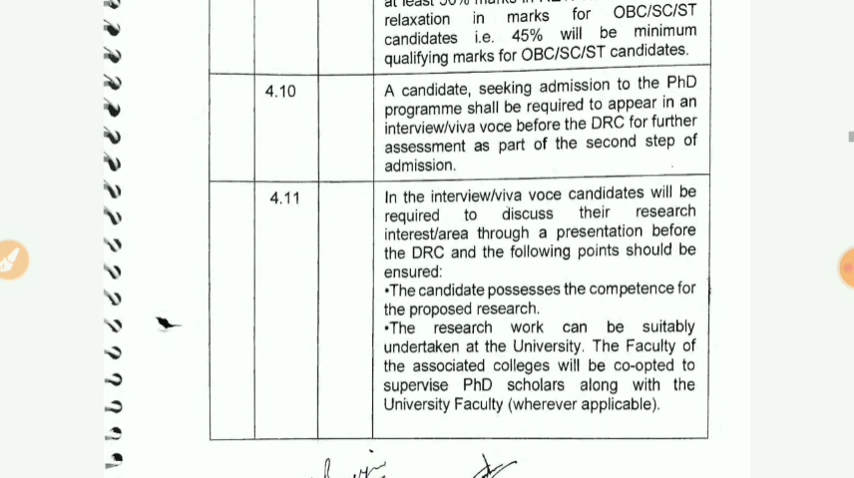 relaxation in marks for OBC/SC/ST
candidates i.e. 45% will be minimum
qualifying marks for OBC/SC/ST candidates.
4.10
A candidate, seeking admission to the PhD
programme shall be required to appear in an
interview/viva voce before the DRC for further
assessment as part of the second step of
admission.
4.11
In the interview/viva voce candidates will be
required to discuss their research
interest/area through a presentation before
the DRC and the following points should be
ensured:
•The candidate possesses the competence for
the proposed research.
•The research work can be suitably
undertaken at the University. The Faculty of
the associated colleges will be co-opted to
supervise PhD scholars along with the
University Faculty (wherever applicable).